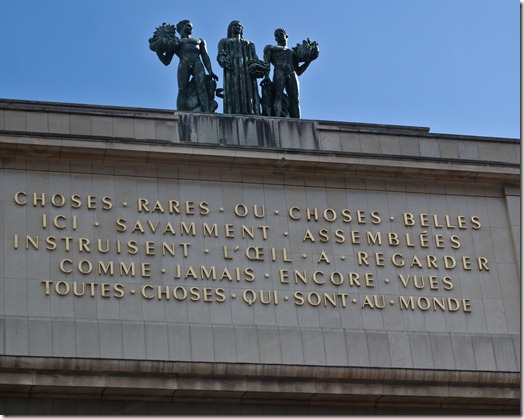 CHOSES · RARES · OU · CHOSES · BELLES
ICI · SAVAMMENT · ASSEMBLÉES
INSTRUISENT · L'ŒIL · A · REGARDER
COMME · JAMAIS · ENCORE · VUES
TOUTES · CHOSES · QUI · SONT · AU · MONDE